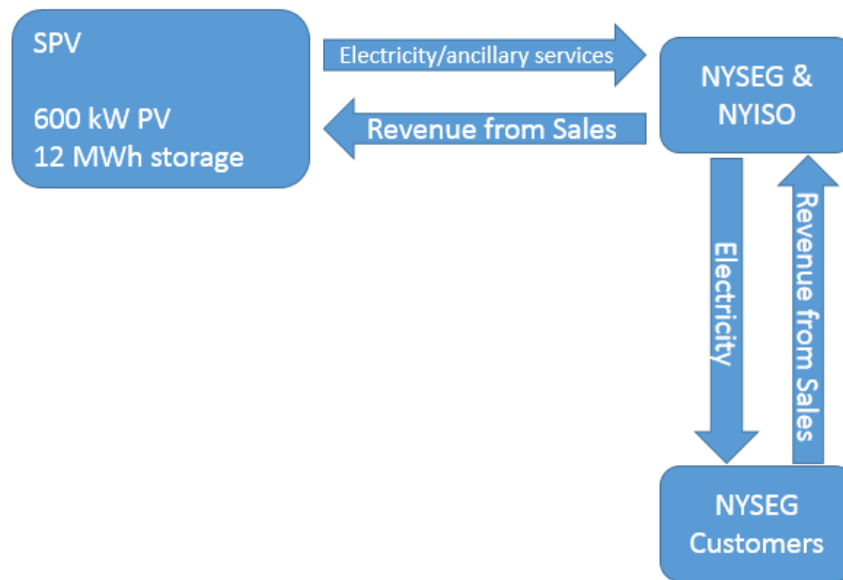 SPV
600 kW PV
12 MWh storage
Electricity/ancillary services
Revenue from Sales
NYSEG &
NYISO
Electricity
Revenue from Sales
NYSEG
Customers